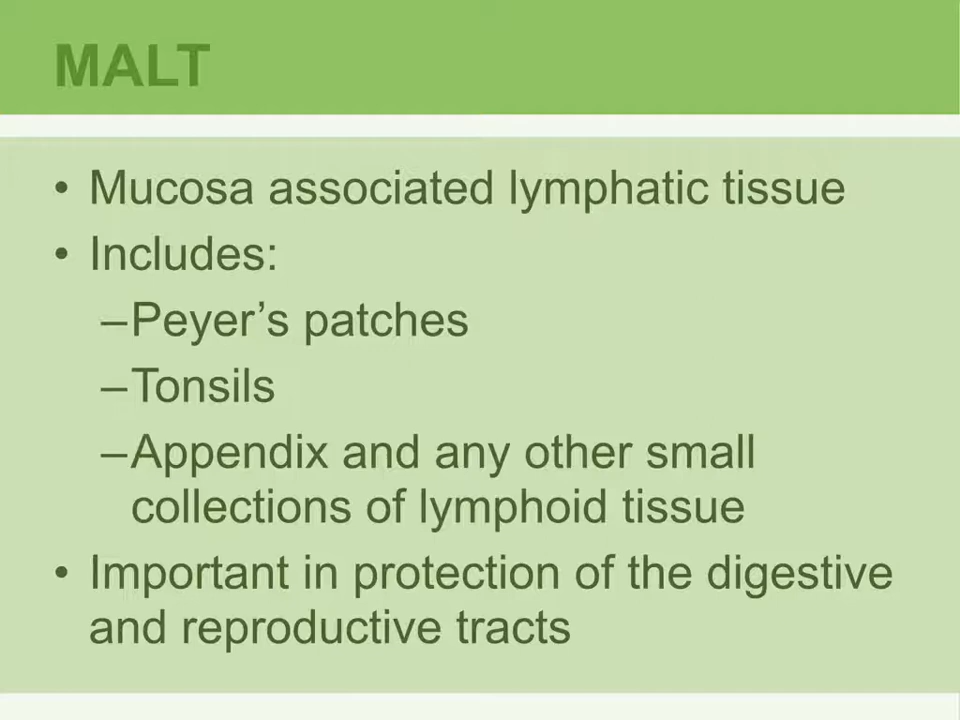 MALT
• Mucosa associated lymphatic tissue
• Includes:
–Peyer’s patches
–Tonsils
–Appendix and any other small
collections of lymphoid tissue
• Important in protection of the digestive
and reproductive tracts